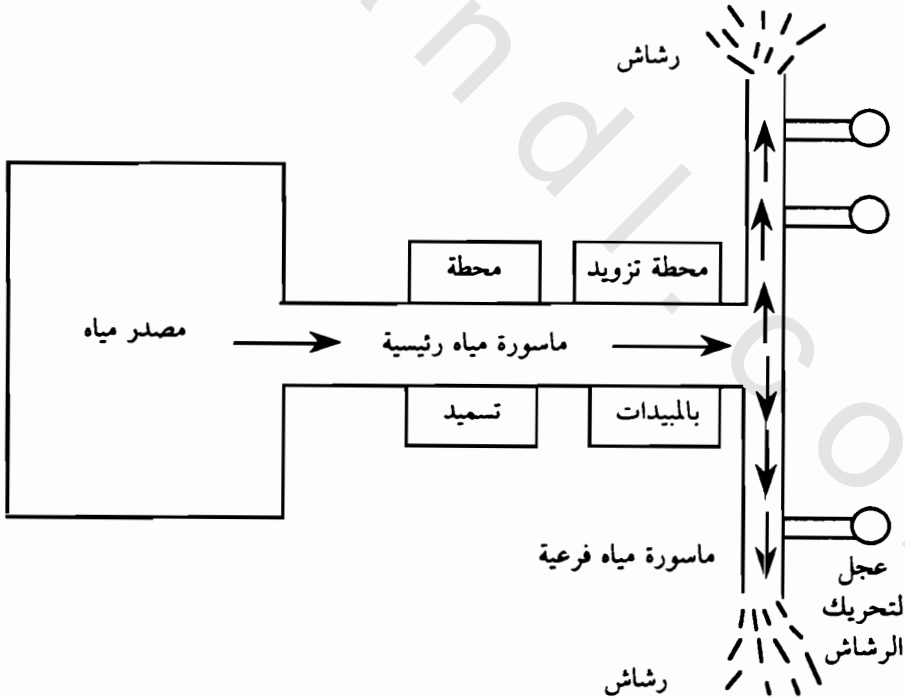 رشاش
محطة
محطة تزويد
مصدر مياه
ماسورة مياه رئيسية
تسميد
بالمبيدات
ماسورة مياه فرعية
عجل
لتحريك
الرشاش
رشاش